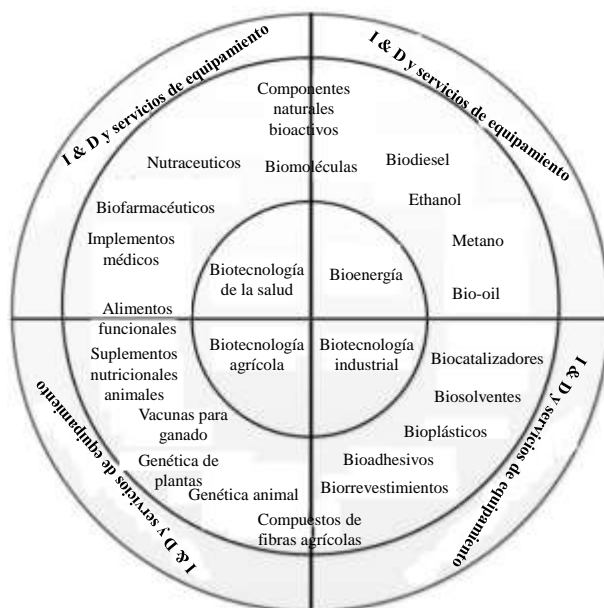 I & D y servicios de equipamiento
I & D y servicios de equipamiento
Componentes
naturales
bioactivos
Nutraceuticos
Biomoléculas
Biodiesel
Ethanol
Biofarmacéuticos
Implementos
médicos
Metano
Biotecnología
de la salud
Bioenergía
Bio-oil
Alimentos
funcionales
Biotecnología
agrícola
Biotecnología
industrial
Suplementos
nutricionales
animales
Biocatalizadores
Biosolventes
Vacunas para
ganado
Bioplásticos
Genética de
plantas
Bioadhesivos
Genética animal
Biorrevestimientos
Compuestos de
fibras agrícolas
I & D y servicios de equipamiento
I & D y servicios de equipamiento